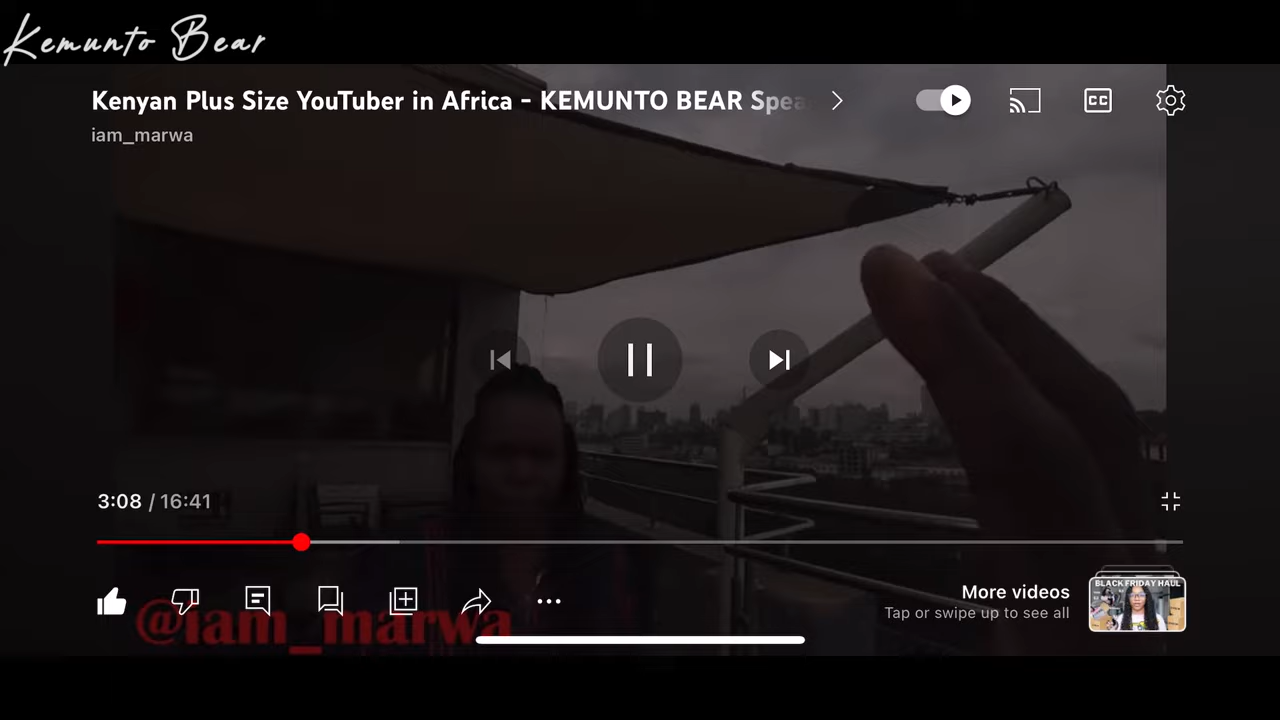 Kemunto Bear
Kenyan Plus Size YouTuber in Africa - KEMUNTO BEAR Spea
iam_marwa
CC
3:08 / 16:41
More videos
Tap or swipe up to see all
BLACK FRIDAY HAUL
@iam_marwa